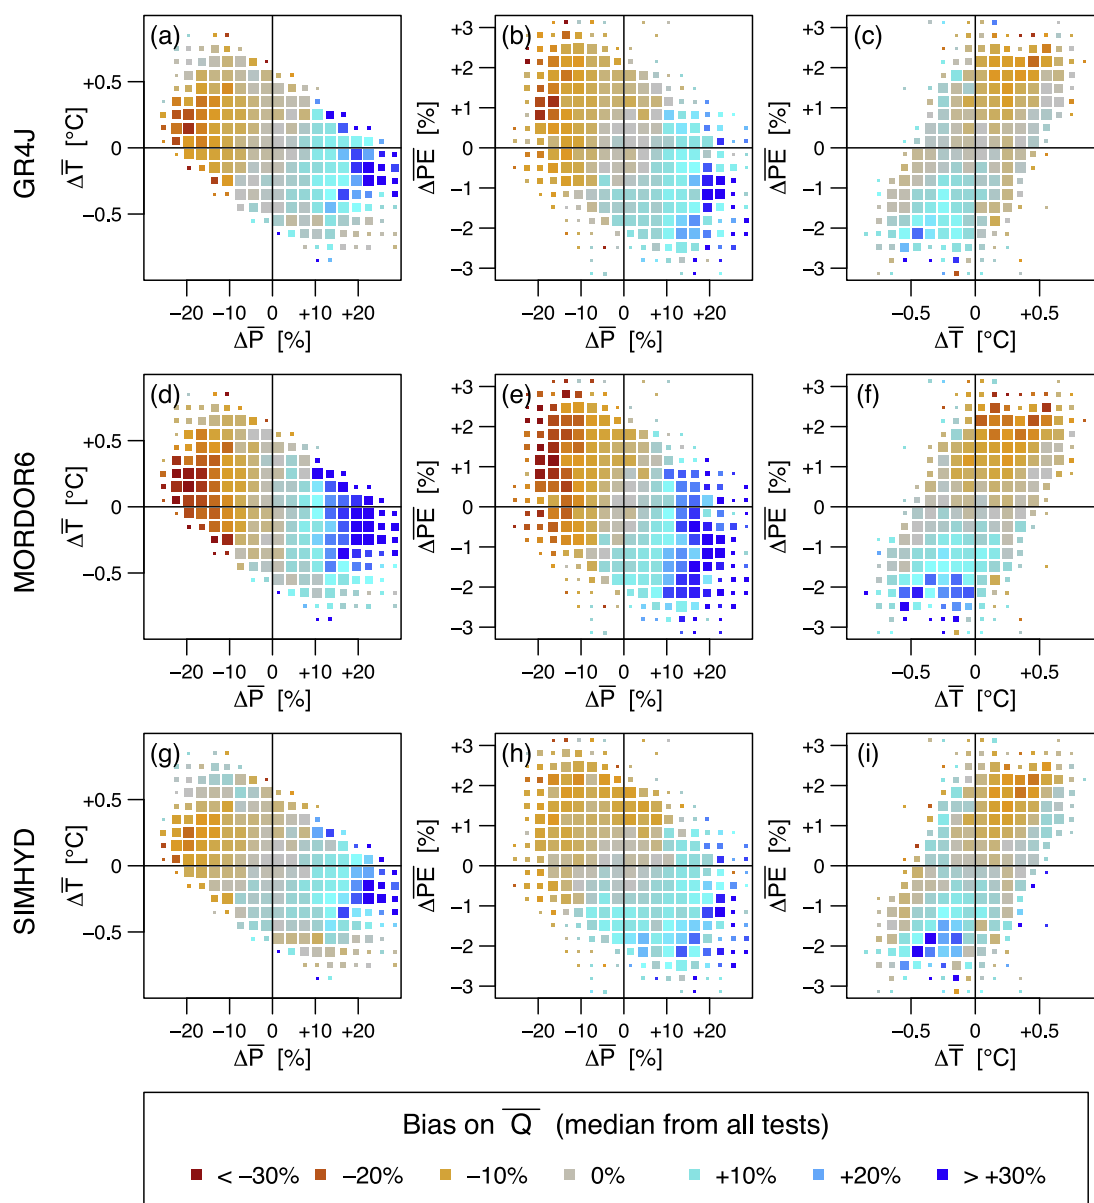 (a) (b) (c)
GR4J
ΔT̅ [°C] +0.5 0 −0.5
ΔP̅E̅ [%] +3 +2 +1 0 −1 −2 −3
ΔP̅E̅ [%] +3 +2 +1 0 −1 −2 −3
−20 −10 0 +10 +20
−20 −10 0 +10 +20
−0.5 0 +0.5
ΔP̅ [%]
ΔP̅ [%]
ΔT̅ [°C]
(d) (e) (f)
MORDOR6
ΔT̅ [°C] +0.5 0 −0.5
ΔP̅E̅ [%] +3 +2 +1 0 −1 −2 −3
ΔP̅E̅ [%] +3 +2 +1 0 −1 −2 −3
−20 −10 0 +10 +20
−20 −10 0 +10 +20
−0.5 0 +0.5
ΔP̅ [%]
ΔP̅ [%]
ΔT̅ [°C]
(g) (h) (i)
SIMHYD
ΔT̅ [°C] +0.5 0 −0.5
ΔP̅E̅ [%] +3 +2 +1 0 −1 −2 −3
ΔP̅E̅ [%] +3 +2 +1 0 −1 −2 −3
−20 −10 0 +10 +20
−20 −10 0 +10 +20
−0.5 0 +0.5
ΔP̅ [%]
ΔP̅ [%]
ΔT̅ [°C]
Bias on Q̅ (median from all tests)
< −30% −20% −10% 0% +10% +20% > +30%